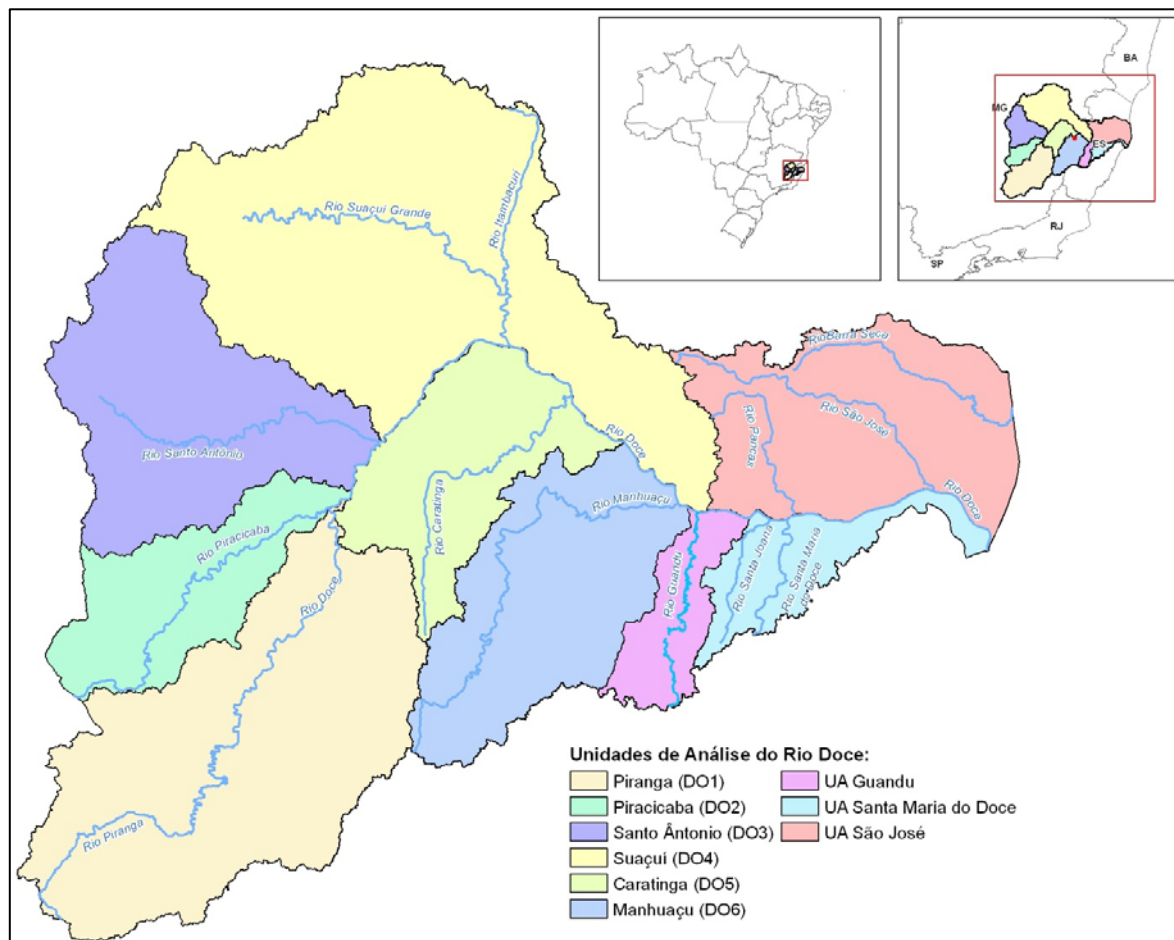 BA
MG
ES
RJ
SP
Rio Suaçuí Grande
Rio Itambacuri
Rio Barra Seca
Rio São José
Rio Pancas
Rio Santo Antônio
Rio Doce
Rio Doce
Rio Caratinga
Rio Manhuaçu
Rio Piracicaba
Rio Doce
Rio Guandu
Rio Santa Joana
Rio Santa Maria
do Doce
Rio Piranga
Unidades de Análise do Rio Doce:
Piranga (DO1)
Piracicaba (DO2)
Santo Ântonio (DO3)
Suaçuí (DO4)
Caratinga (DO5)
Manhuaçu (DO6)
UA Guandu
UA Santa Maria do Doce
UA São José